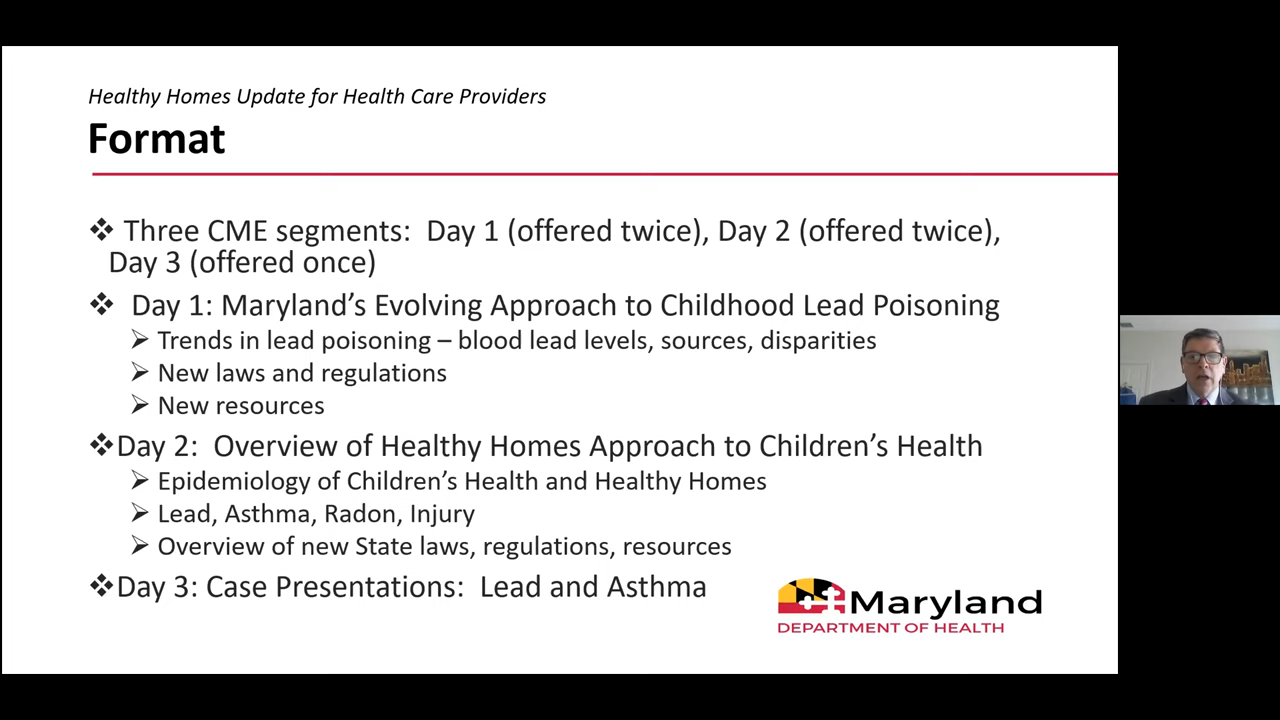 Healthy Homes Update for Health Care Providers
Format
❖ Three CME segments:  Day 1 (offered twice), Day 2 (offered twice),
Day 3 (offered once)
❖ Day 1: Maryland’s Evolving Approach to Childhood Lead Poisoning
➢ Trends in lead poisoning – blood lead levels, sources, disparities
➢ New laws and regulations
➢ New resources
❖Day 2:  Overview of Healthy Homes Approach to Children’s Health
➢ Epidemiology of Children’s Health and Healthy Homes
➢ Lead, Asthma, Radon, Injury
➢ Overview of new State laws, regulations, resources
❖Day 3: Case Presentations:  Lead and Asthma
Maryland
DEPARTMENT OF HEALTH